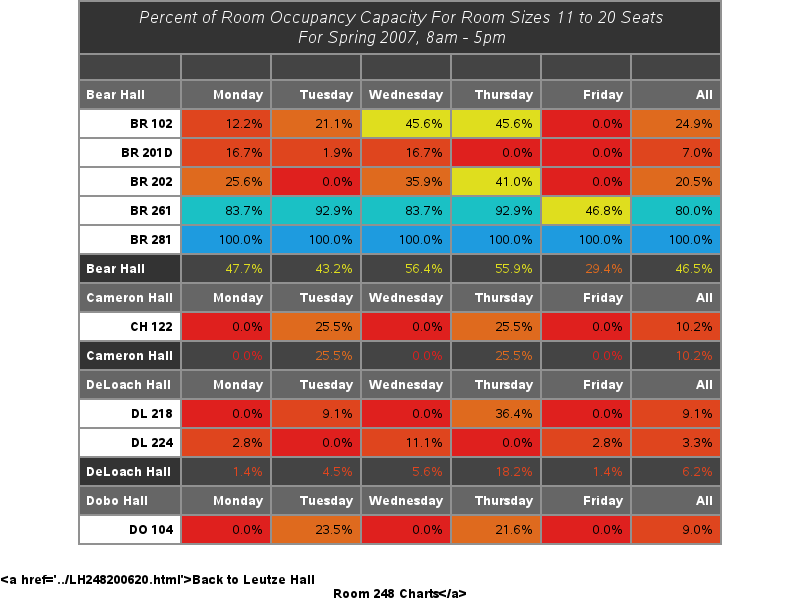 Percent of Room Occupancy Capacity For Room Sizes 11 to 20 Seats
For Spring 2007, 8am - 5pm
Bear Hall Monday Tuesday Wednesday Thursday Friday All
BR 102 12.2% 21.1% 45.6% 45.6% 0.0% 24.9%
BR 201D 16.7% 1.9% 16.7% 0.0% 0.0% 7.0%
BR 202 25.6% 0.0% 35.9% 41.0% 0.0% 20.5%
BR 261 83.7% 92.9% 83.7% 92.9% 46.8% 80.0%
BR 281 100.0% 100.0% 100.0% 100.0% 100.0% 100.0%
Bear Hall 47.7% 43.2% 56.4% 55.9% 29.4% 46.5%
Cameron Hall Monday Tuesday Wednesday Thursday Friday All
CH 122 0.0% 25.5% 0.0% 25.5% 0.0% 10.2%
Cameron Hall 0.0% 25.5% 0.0% 25.5% 0.0% 10.2%
DeLoach Hall Monday Tuesday Wednesday Thursday Friday All
DL 218 0.0% 9.1% 0.0% 36.4% 0.0% 9.1%
DL 224 2.8% 0.0% 11.1% 0.0% 2.8% 3.3%
DeLoach Hall 1.4% 4.5% 5.6% 18.2% 1.4% 6.2%
Dobo Hall Monday Tuesday Wednesday Thursday Friday All
DO 104 0.0% 23.5% 0.0% 21.6% 0.0% 9.0%
<a href='../LH248200620.html'>Back to Leutze Hall
Room 248 Charts</a>